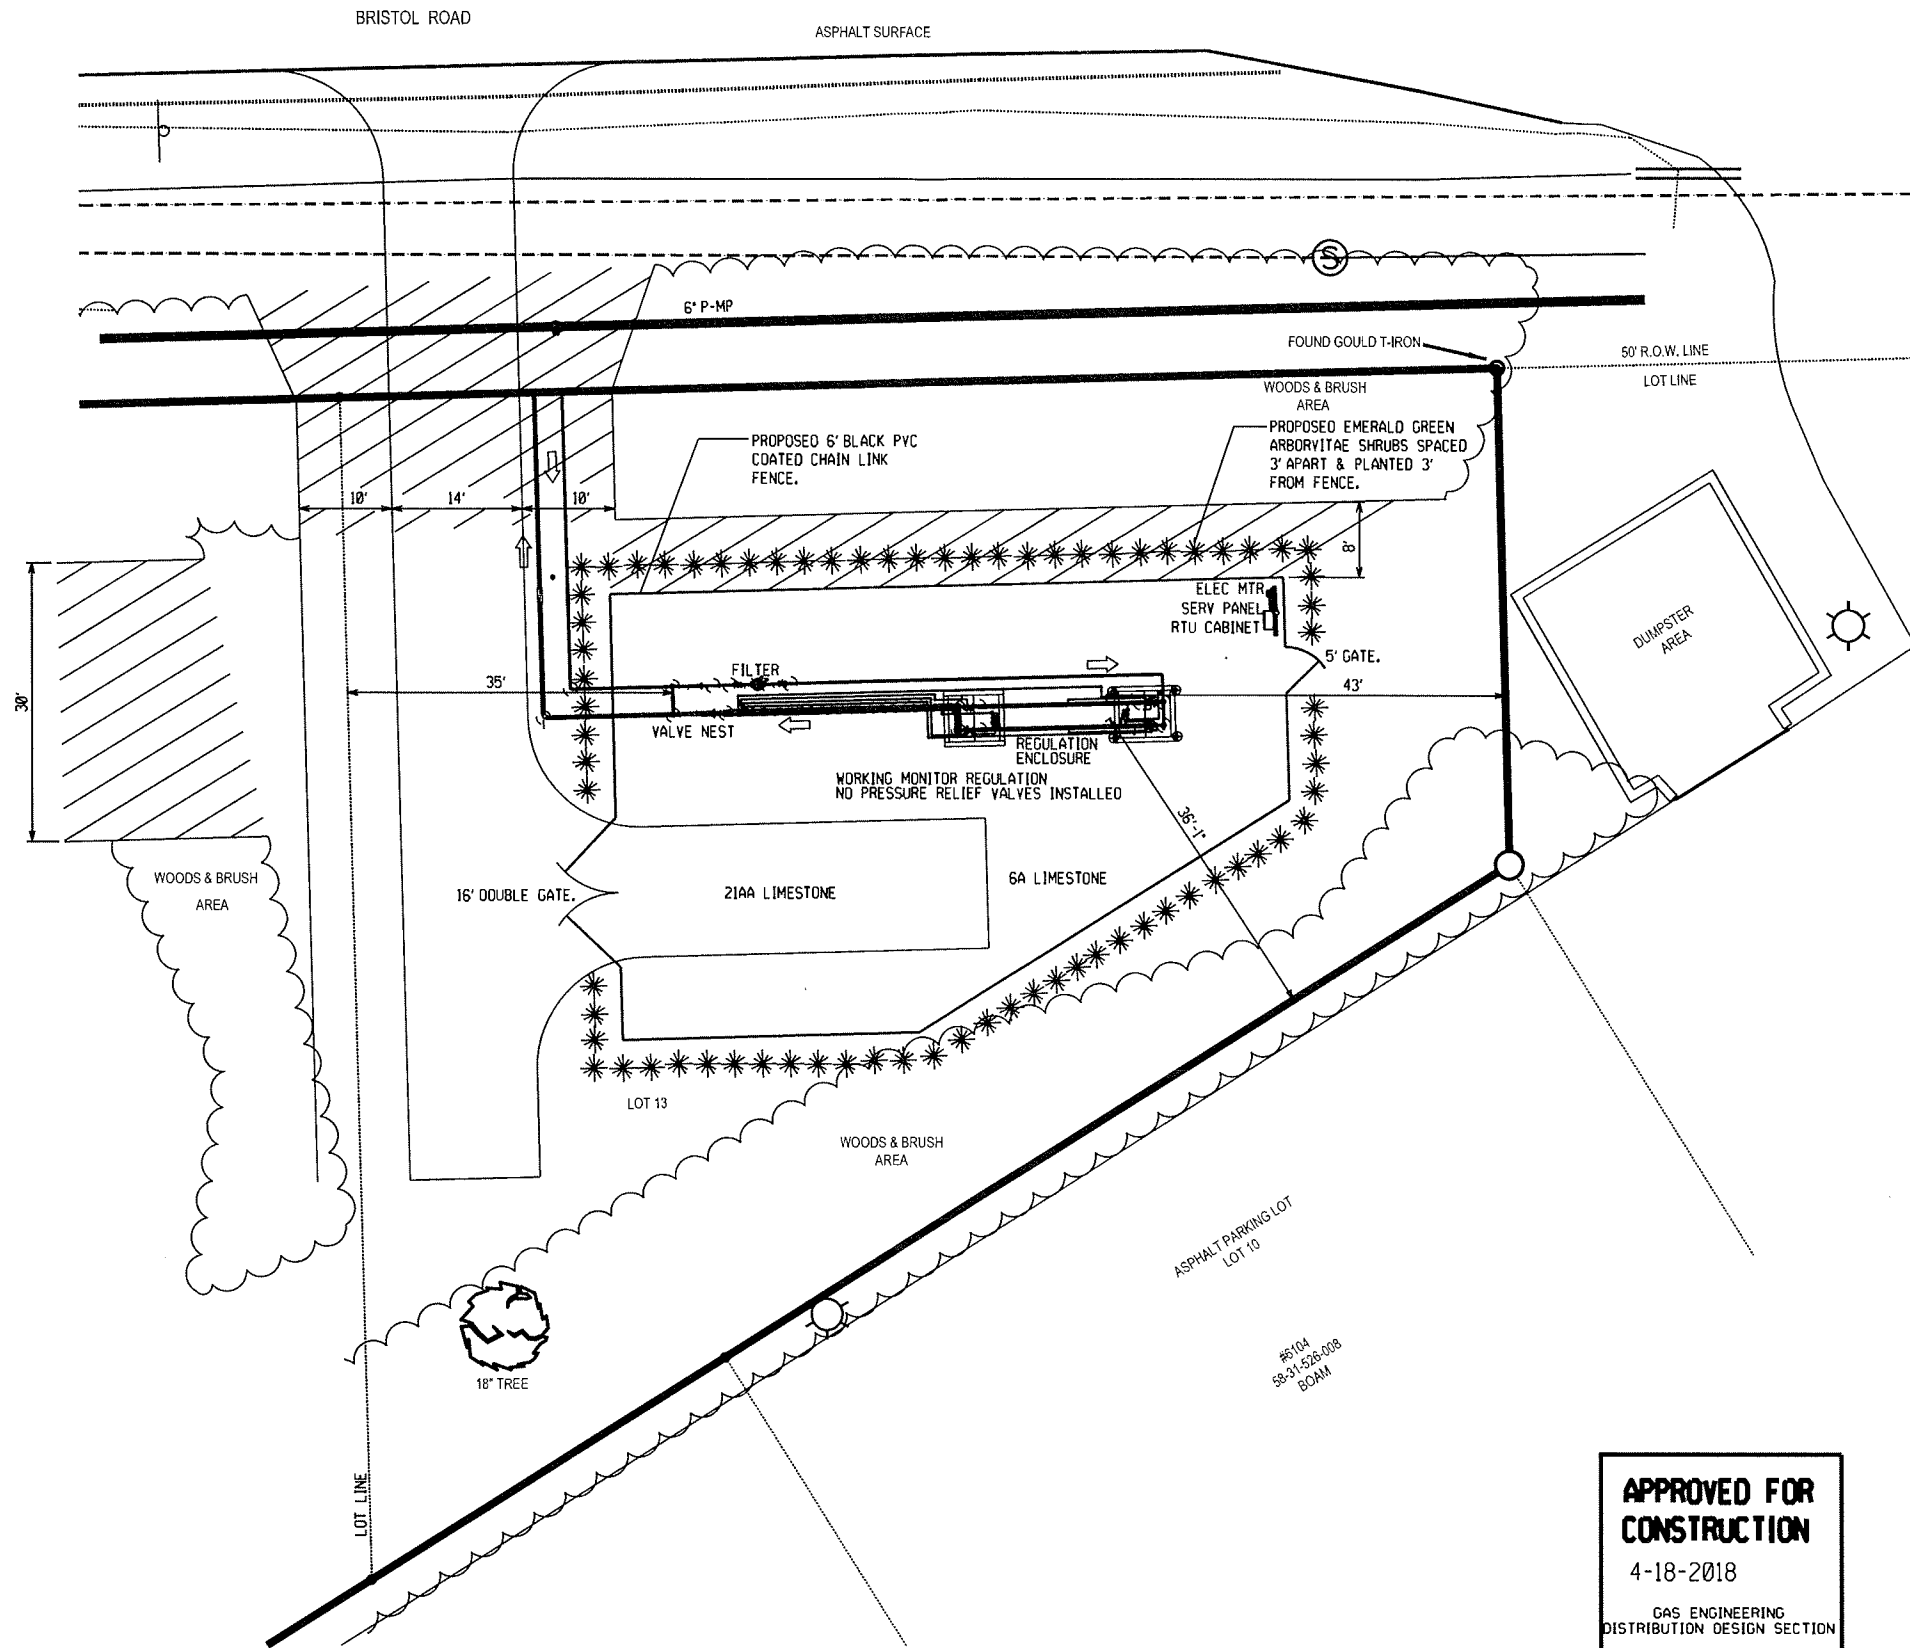 BRISTOL ROAD
ASPHALT SURFACE
S
6" P-MP
FOUND GOULD T-IRON
50' R.O.W. LINE
LOT LINE
WOODS & BRUSH
AREA
PROPOSED 6' BLACK PVC
COATED CHAIN LINK
FENCE.
PROPOSED EMERALD GREEN
ARBORVITAE SHRUBS SPACED
3' APART & PLANTED 3'
FROM FENCE.
10'
14'
10'
8'
ELEC MTR
SERV PANEL
RTU CABINET
DUMPSTER
AREA
5' GATE.
30'
35'
FILTER
43'
VALVE NEST
REGULATION
ENCLOSURE
WORKING MONITOR REGULATION
NO PRESSURE RELIEF VALVES INSTALLED
36'-1"
WOODS & BRUSH
AREA
16' DOUBLE GATE.
21AA LIMESTONE
6A LIMESTONE
LOT 13
WOODS & BRUSH
AREA
ASPHALT PARKING LOT
LOT 10
18" TREE
#6104
58-31-526-008
BOAM
LOT LINE
APPROVED FOR
CONSTRUCTION
4-18-2018
GAS ENGINEERING
DISTRIBUTION DESIGN SECTION